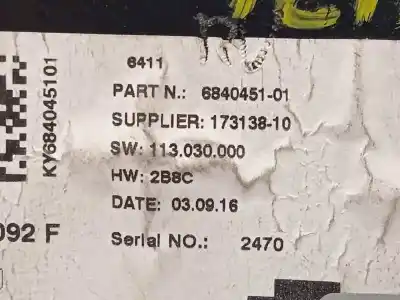 6411
PART N.: 6840451-01
SUPPLIER: 173138-10
SW: 113.030.000
HW: 2B8C
DATE: 03.09.16
Serial NO.: 2470
KY684045101
092 F